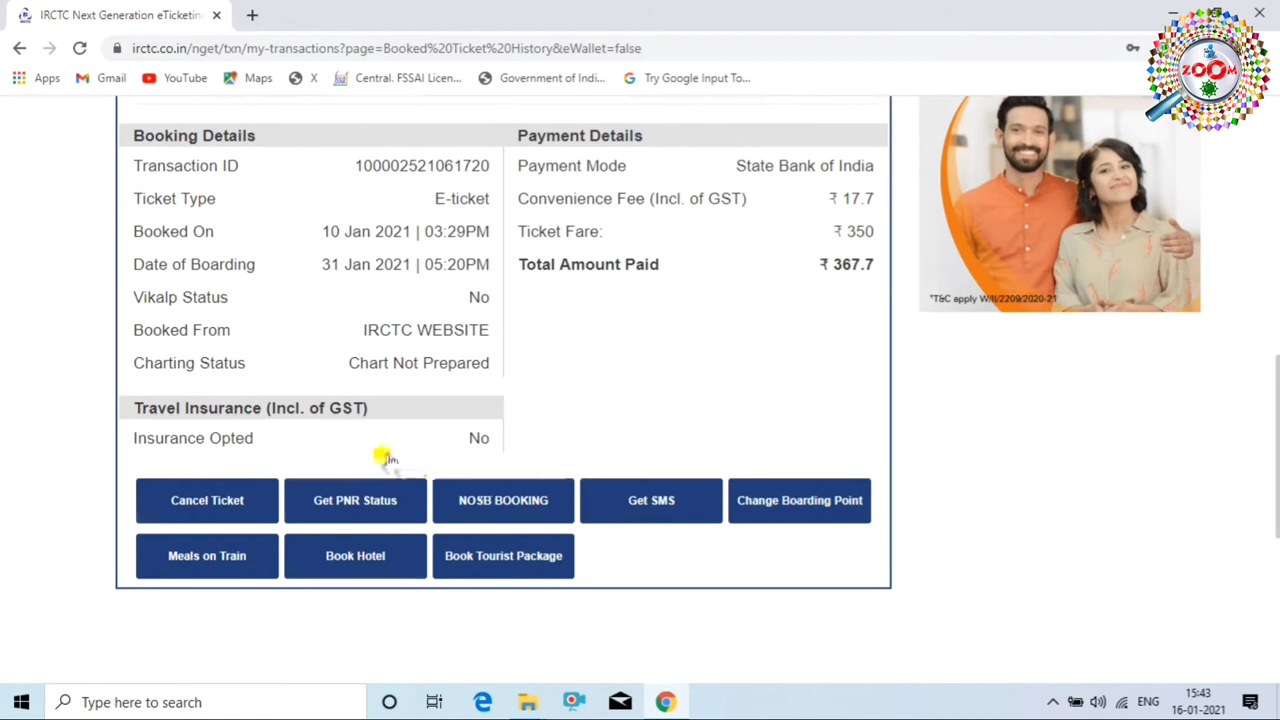 IRCTC Next Generation eTicketing
irctc.co.in/nget/txn/my-transactions?page=Booked%20Ticket%20History&eWallet=false
Apps Gmail YouTube Maps X Central. FSSAI Licen... Government of Indi... Try Google Input To...
ZOOM
Booking Details
Transaction ID 100002521061720
Ticket Type E-ticket
Booked On 10 Jan 2021 | 03:29PM
Date of Boarding 31 Jan 2021 | 05:20PM
Vikalp Status No
Booked From IRCTC WEBSITE
Charting Status Chart Not Prepared
Travel Insurance (Incl. of GST)
Insurance Opted No
Payment Details
Payment Mode State Bank of India
Convenience Fee (Incl. of GST) ₹ 17.7
Ticket Fare: ₹ 350
Total Amount Paid ₹ 367.7
*T&C apply W/II/2209/2020-21
Cancel Ticket Get PNR Status NOSB BOOKING Get SMS Change Boarding Point
Meals on Train Book Hotel Book Tourist Package
Type here to search
ENG
15:43
16-01-2021